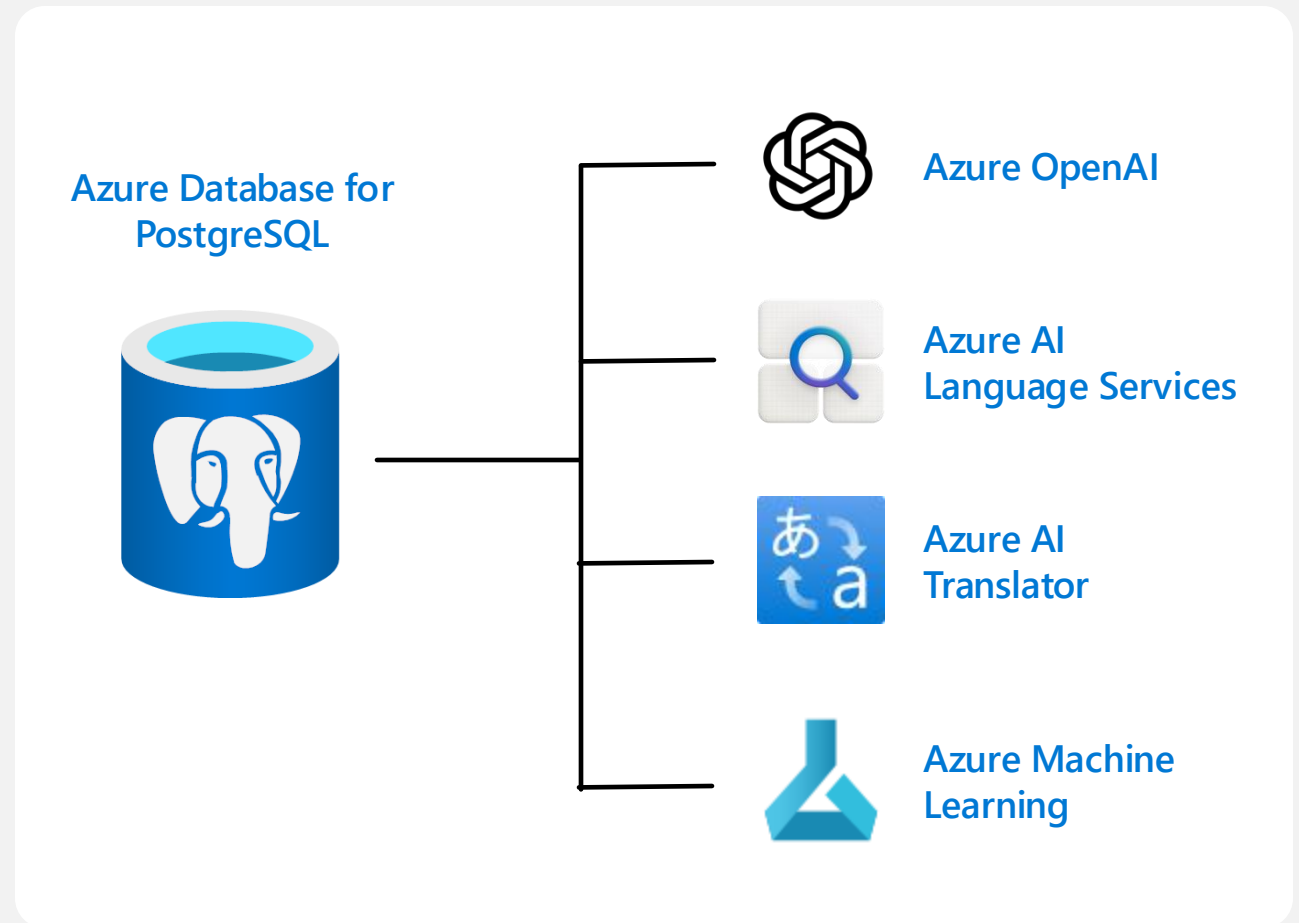 Azure Database for
PostgreSQL
Azure OpenAI
Azure AI
Language Services
あ
a
Azure AI
Translator
Azure Machine
Learning